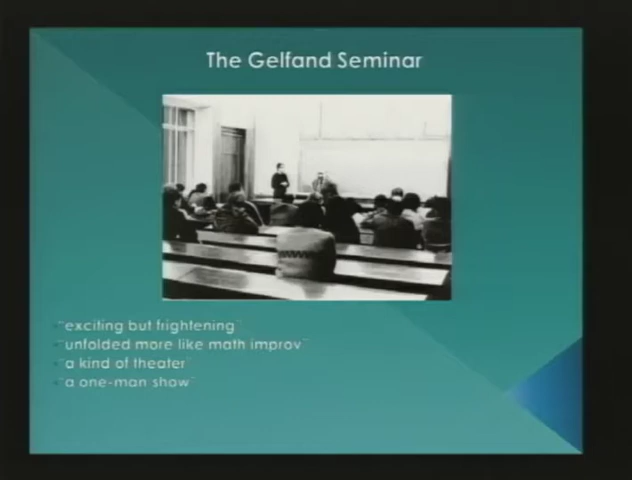 The Gelfand Seminar
"exciting but frightening"
"unfolded more like math improv"
"a kind of theater"
"a one-man show"